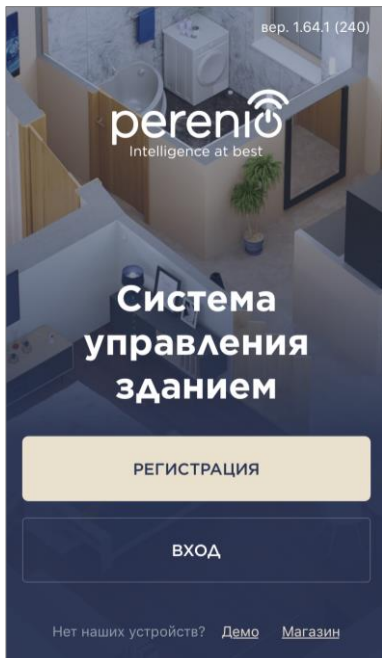 вер. 1.64.1 (240)
perenio
Intelligence at best
Система
управления
зданием
РЕГИСТРАЦИЯ
ВХОД
Нет наших устройств? Демо Магазин